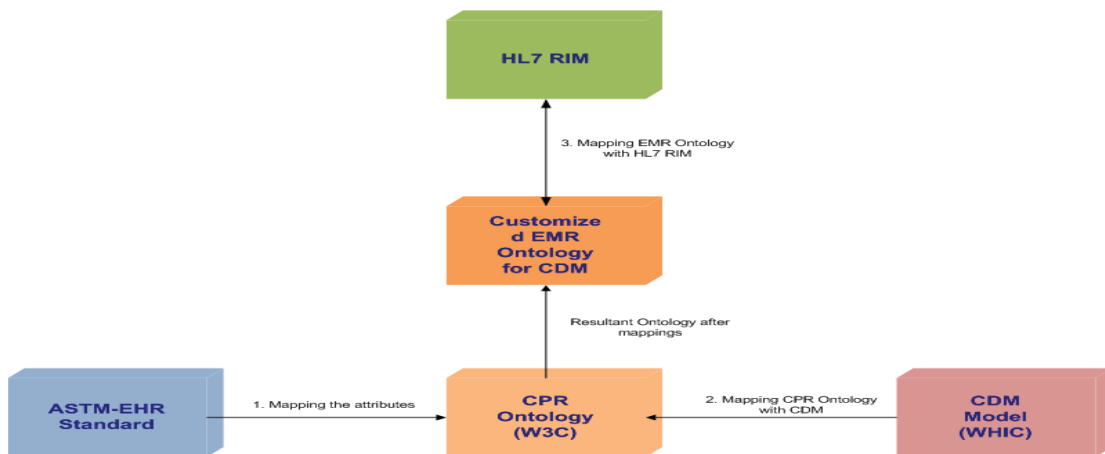 HL7 RIM
3. Mapping EMR Ontology
with HL7 RIM
Customize
d EMR
Ontology
for CDM
Resultant Ontology after
mappings
ASTM-EHR
Standard
1. Mapping the attributes
CPR
Ontology
(W3C)
2. Mapping CPR Ontology
with CDM
CDM
Model
(WHIC)